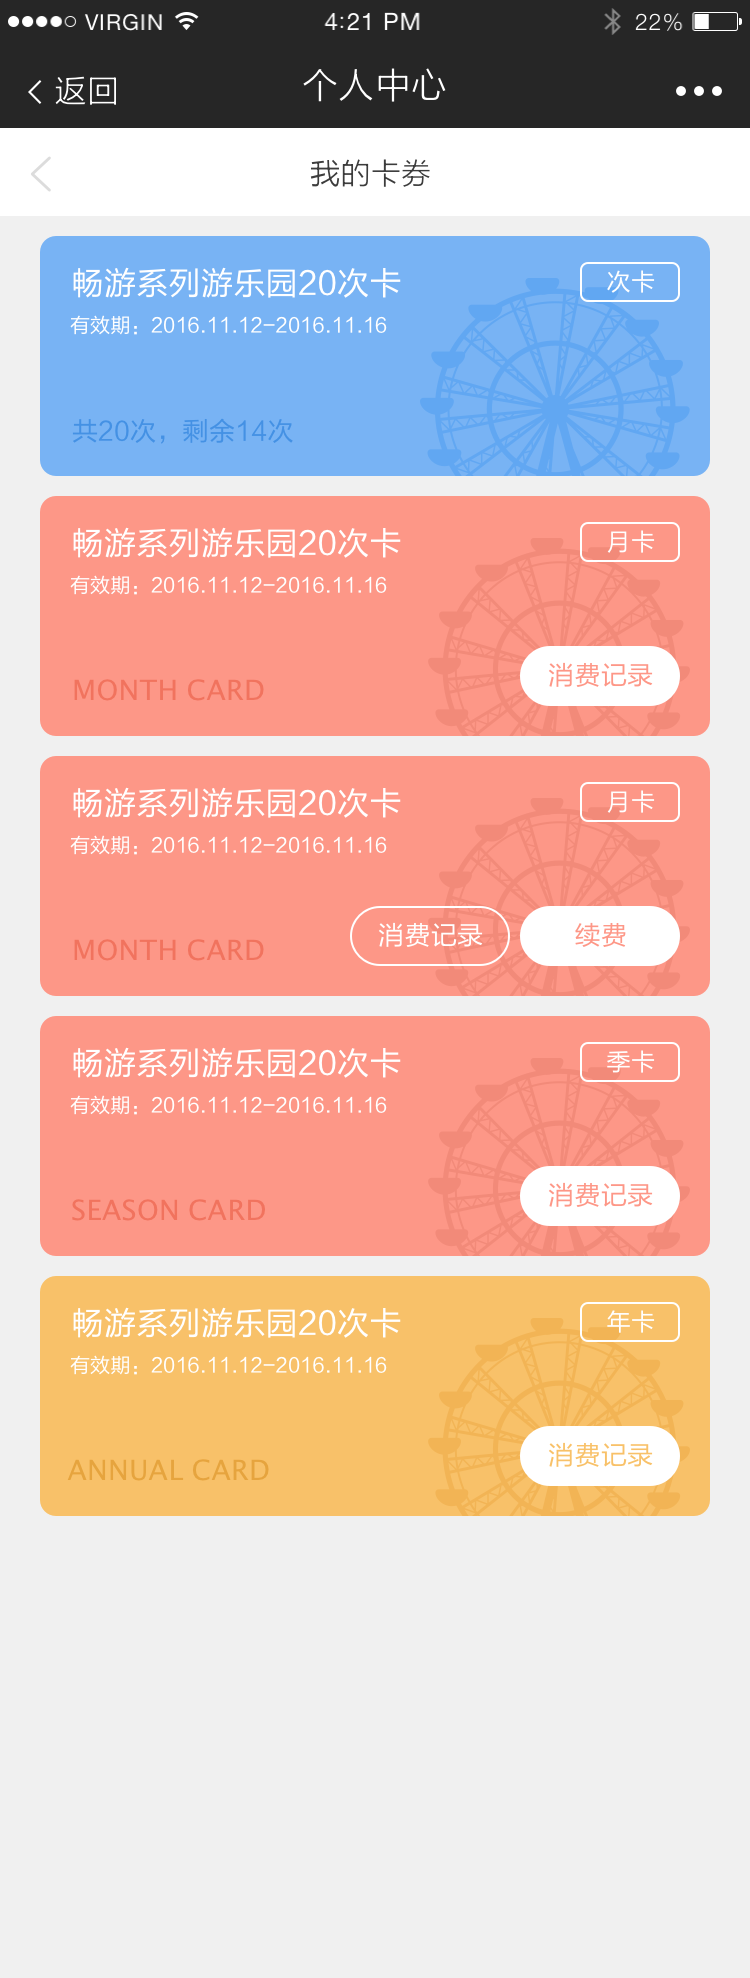 VIRGIN 4:21 PM 22%
返回 个人中心
我的卡券
畅游系列游乐园20次卡 次卡
有效期：2016.11.12-2016.11.16
共20次，剩余14次
畅游系列游乐园20次卡 月卡
有效期：2016.11.12-2016.11.16
MONTH CARD 消费记录
畅游系列游乐园20次卡 月卡
有效期：2016.11.12-2016.11.16
MONTH CARD 消费记录 续费
畅游系列游乐园20次卡 季卡
有效期：2016.11.12-2016.11.16
SEASON CARD 消费记录
畅游系列游乐园20次卡 年卡
有效期：2016.11.12-2016.11.16
ANNUAL CARD 消费记录